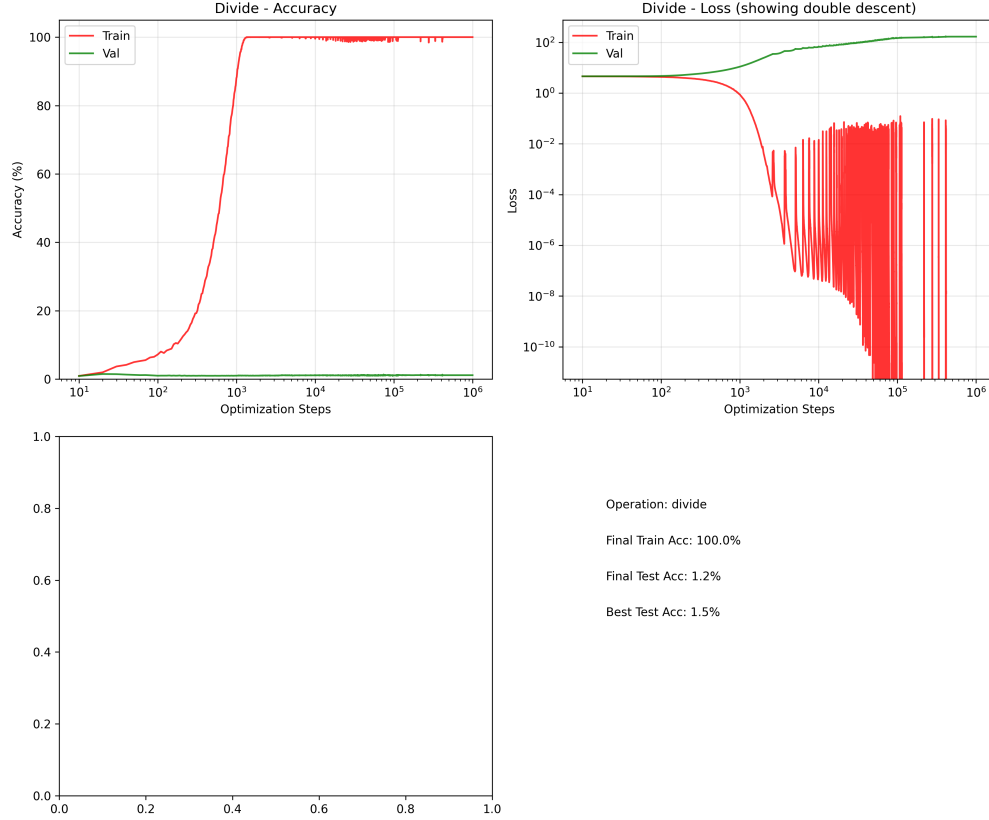 Divide - Accuracy
Train
Val
100
80
60
40
20
0
Accuracy (%)
10¹ 10² 10³ 10⁴ 10⁵ 10⁶
Optimization Steps
Divide - Loss (showing double descent)
Train
Val
10²
10⁰
10⁻²
10⁻⁴
10⁻⁶
10⁻⁸
10⁻¹⁰
Loss
10¹ 10² 10³ 10⁴ 10⁵ 10⁶
Optimization Steps
1.0
0.8
0.6
0.4
0.2
0.0
0.0 0.2 0.4 0.6 0.8 1.0
Operation: divide
Final Train Acc: 100.0%
Final Test Acc: 1.2%
Best Test Acc: 1.5%